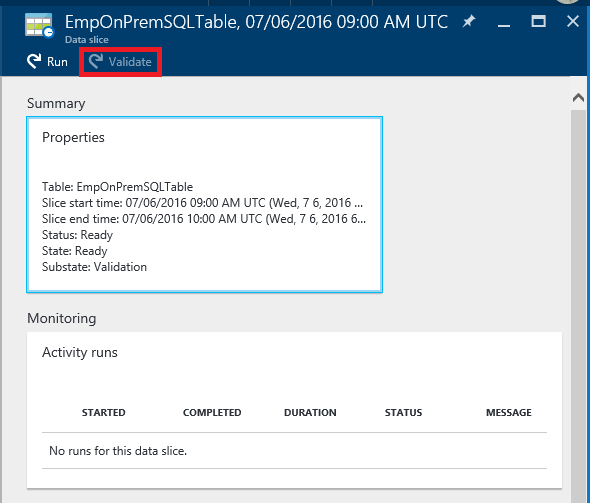 EmpOnPremSQLTable, 07/06/2016 09:00 AM UTC
Data slice
Run
Validate
Summary
Properties
Table: EmpOnPremSQLTable
Slice start time: 07/06/2016 09:00 AM UTC (Wed, 7 6, 2016 ...
Slice end time: 07/06/2016 10:00 AM UTC (Wed, 7 6, 2016 6...
Status: Ready
State: Ready
Substate: Validation
Monitoring
Activity runs
STARTED COMPLETED DURATION STATUS MESSAGE
No runs for this data slice.